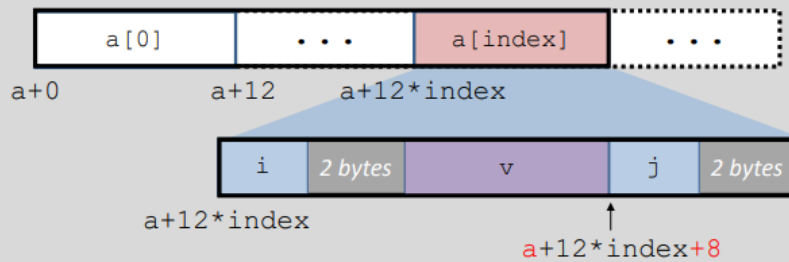 a[0] ... a[index] ...
a+0 a+12 a+12*index
i 2 bytes v j 2 bytes
a+12*index
a+12*index+8